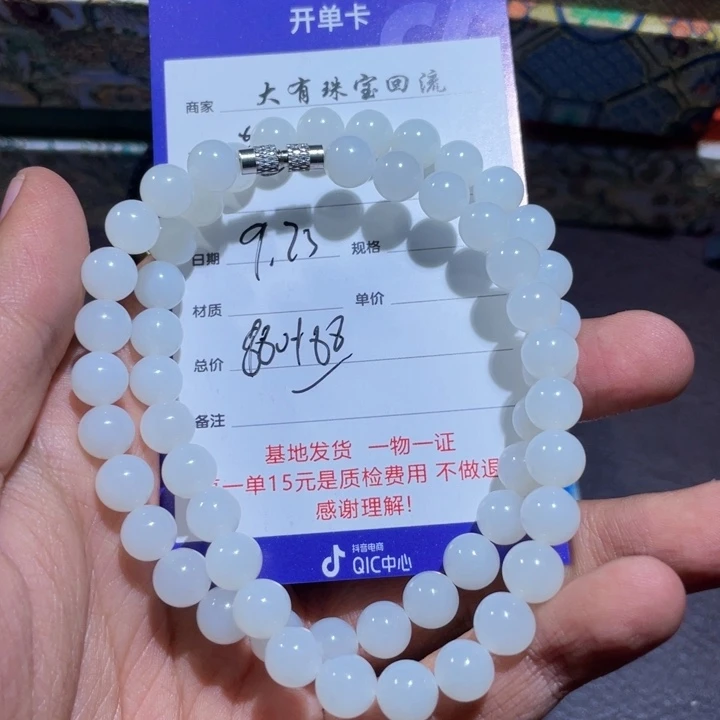 开单卡
商家 大有珠宝回流
日期 9.23 规格
材质 单价
总价 880+88
备注
基地发货 一物一证
一单15元是质检费用 不做退
感谢理解!
抖音电商
QIC中心